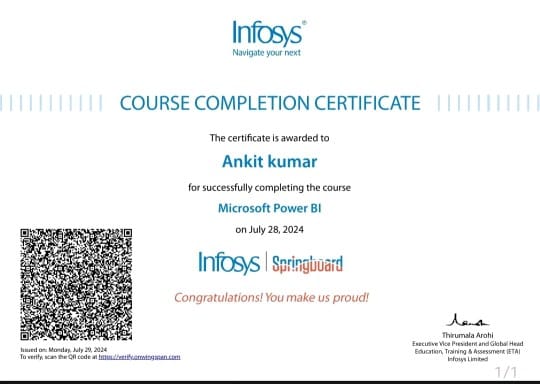 Infosys®
Navigate your next
COURSE COMPLETION CERTIFICATE
The certificate is awarded to
Ankit kumar
for successfully completing the course
Microsoft Power BI
on July 28, 2024
Infosys | Springboard
Congratulations! You make us proud!
Issued on: Monday, July 29, 2024
To verify, scan the QR code at https://verify.onwingspan.com
Thirumala Arohi
Executive Vice President and Global Head
Education, Training & Assessment (ETA)
Infosys Limited
1/1